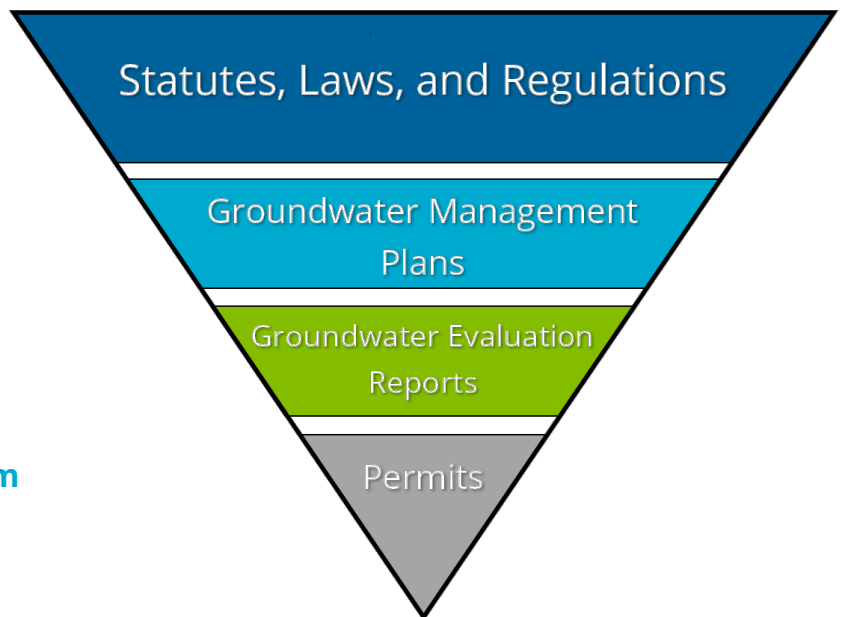 Statutes, Laws, and Regulations
Groundwater Management
Plans
Groundwater Evaluation
Reports
m
Permits